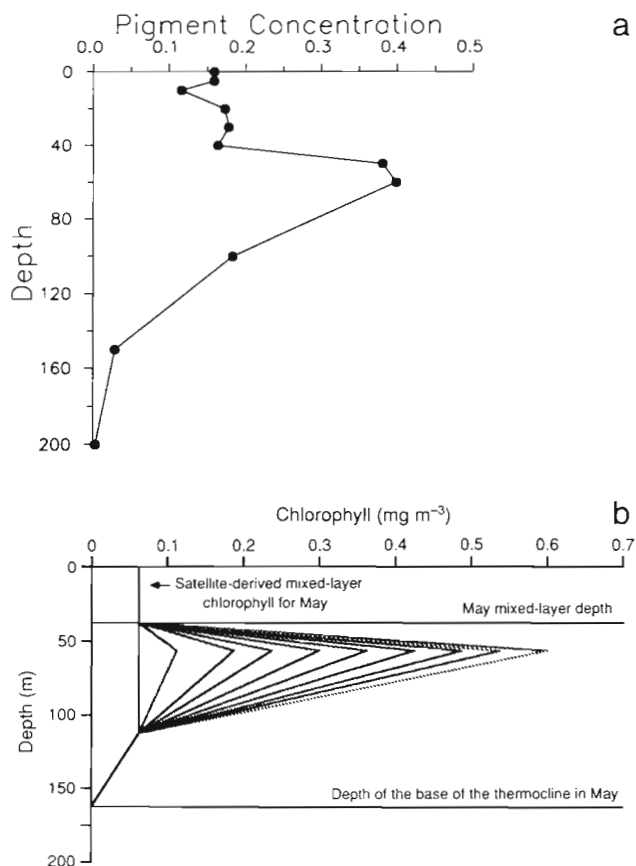 Pigment Concentration
a
0.0 0.1 0.2 0.3 0.4 0.5
0
40
80
120
160
200
Depth
Chlorophyll (mg m⁻³)
b
0 0.1 0.2 0.3 0.4 0.5 0.6 0.7
0
50
100
150
200
Depth (m)
Satellite-derived mixed-layer
chlorophyll for May
May mixed-layer depth
Depth of the base of the thermocline in May